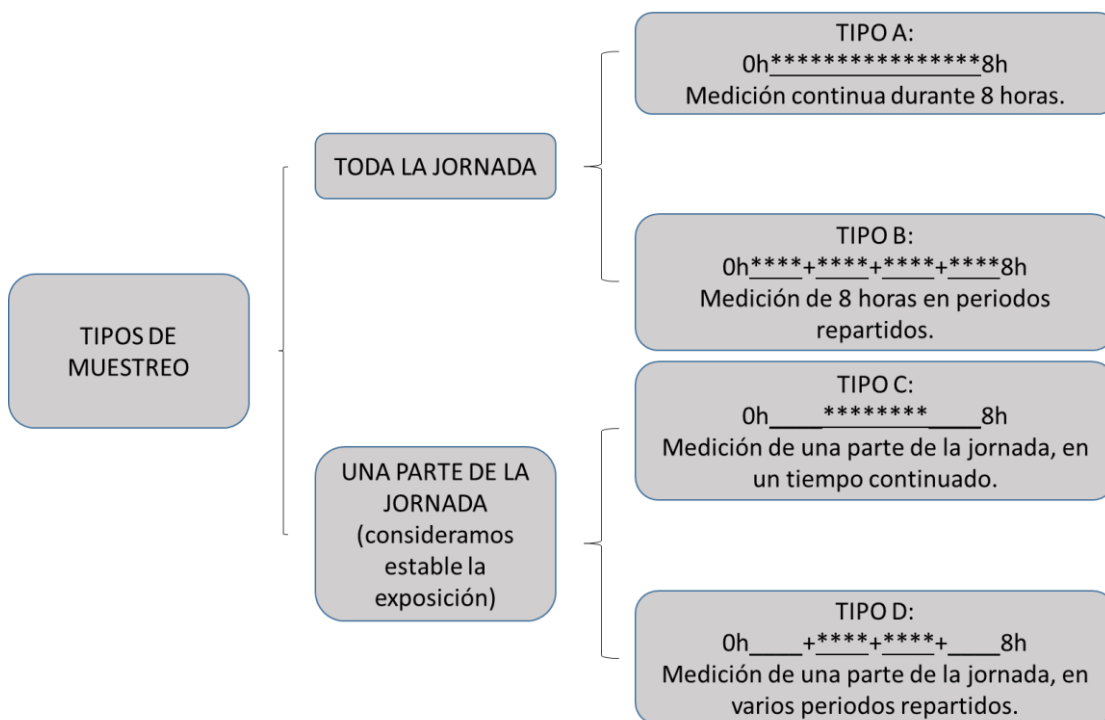 TIPOS DE
MUESTREO
TODA LA JORNADA
TIPO A:
0h****************8h
Medición continua durante 8 horas.
TIPO B:
0h****+****+****+****8h
Medición de 8 horas en periodos
repartidos.
UNA PARTE DE LA
JORNADA
(consideramos
estable la
exposición)
TIPO C:
0h____********____8h
Medición de una parte de la jornada, en
un tiempo continuado.
TIPO D:
0h____+****+****+____8h
Medición de una parte de la jornada, en
varios periodos repartidos.